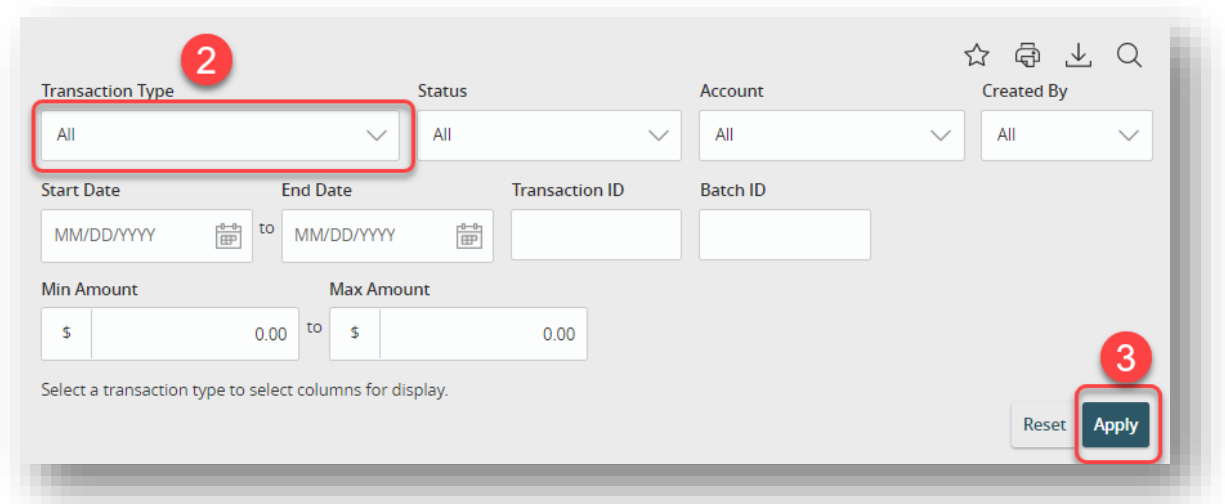 2
Transaction Type Status Account Created By
All All All All
Start Date End Date Transaction ID Batch ID
MM/DD/YYYY to MM/DD/YYYY
Min Amount Max Amount
$ 0.00 to $ 0.00
3
Select a transaction type to select columns for display.
Reset Apply